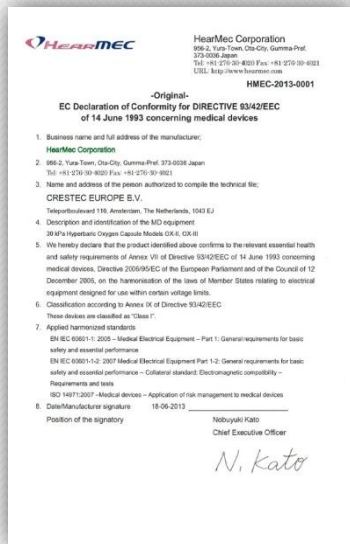 HEARMEC
HearMec Corporation
956-2, Yura-Town, Ota-City, Gumma-Pref.
373-0036 Japan
Tel: +81-276-30-4020 Fax: +81-276-30-4021
URL: http://www.hearmec.com
HMEC-2013-0001
-Original-
EC Declaration of Conformity for DIRECTIVE 93/42/EEC
of 14 June 1993 concerning medical devices
1. Business name and full address of the manufacturer;
HearMec Corporation
2. 956-2, Yura-Town, Ota-City, Gumma-Pref. 373-0036 Japan
Tel: +81-276-30-4020 Fax: +81-276-30-4021
3. Name and address of the person authorized to compile the technical file;
CRESTEC EUROPE B.V.
Teleportboulevard 110, Amsterdam, The Netherlands, 1043 EJ
4. Description and identification of the MD equipment
30 kPa Hyperbaric Oxygen Capsule Models OX-II, OX-III
5. We hereby declare that the product identified above confirms to the relevant essential health
and safety requirements of Annex VII of Directive 93/42/EEC of 14 June 1993 concerning
medical devices, Directive 2006/95/EC of the European Parliament and of the Council of 12
December 2006, on the harmonisation of the laws of Member States relating to electrical
equipment designed for use within certain voltage limits.
6. Classification according to Annex IX of Directive 93/42/EEC
These devices are classified as "Class I".
7. Applied harmonized standards
EN IEC 60601-1: 2005 – Medical Electrical Equipment – Part 1: General requirements for basic
safety and essential performance
EN IEC 60601-1-2: 2007 Medical Electrical Equipment Part 1-2: General requirements for basic
safety and essential performance – Collateral standard: Electromagnetic compatibility –
Requirements and tests
ISO 14971:2007 –Medical devices – Application of risk management to medical devices
8. Date/Manufacturer signature 18-06-2013
Position of the signatory Nobuyuki Kato
Chief Executive Officer
N. Kato